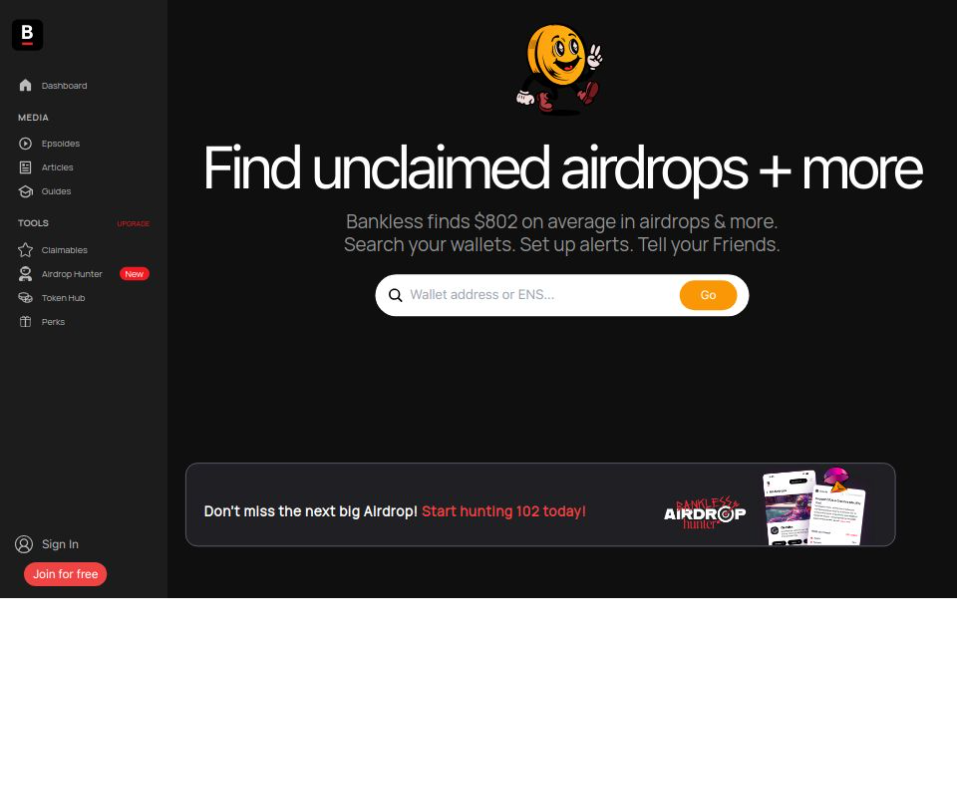 B
Dashboard
MEDIA
Epsoides
Articles
Guides
TOOLS UPGRADE
Claimables
Airdrop Hunter New
Token Hub
Perks
Sign In
Join for free
Find unclaimed airdrops + more
Bankless finds $802 on average in airdrops & more.
Search your wallets. Set up alerts. Tell your Friends.
Wallet address or ENS... Go
Don't miss the next big Airdrop! Start hunting 102 today!
BANKLESS
AIRDROP
hunter